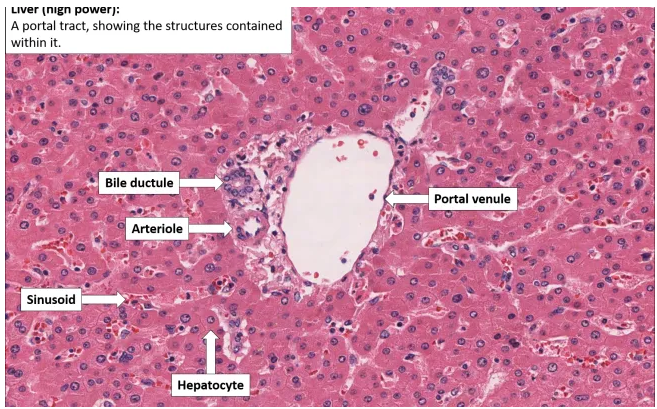 Liver (high power):
A portal tract, showing the structures contained
within it.
Bile ductule
Portal venule
Arteriole
Sinusoid
Hepatocyte